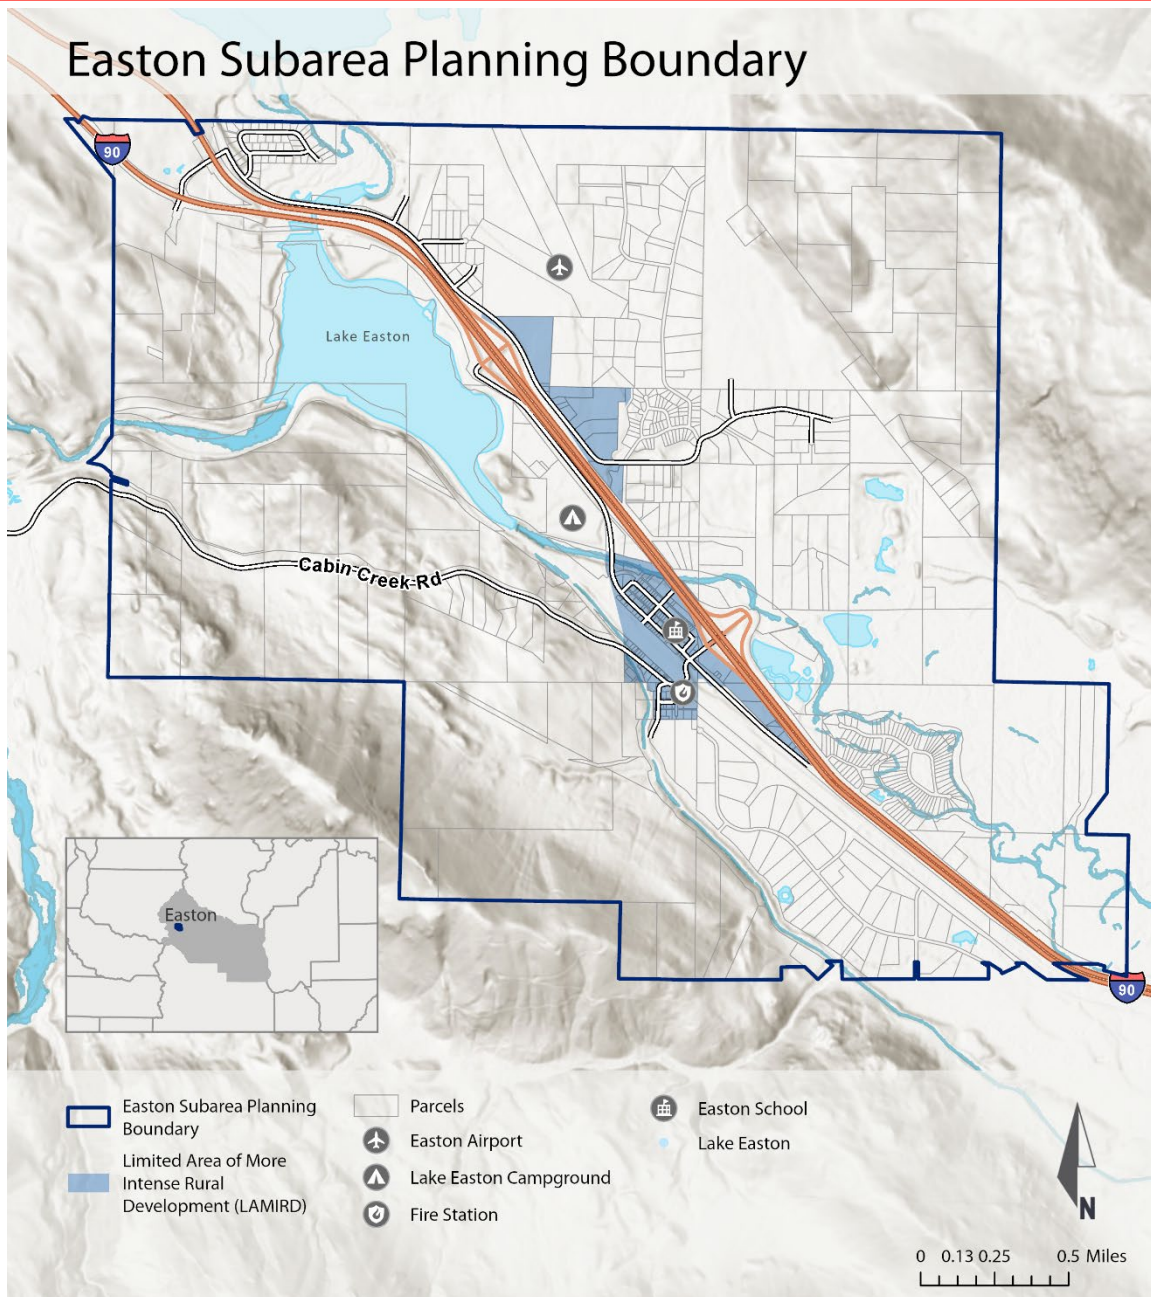 Easton Subarea Planning Boundary
90
Lake Easton
Cabin Creek Rd
Easton
90
Easton Subarea Planning
Boundary
Limited Area of More
Intense Rural
Development (LAMIRD)
Parcels
Easton Airport
Lake Easton Campground
Fire Station
Easton School
Lake Easton
N
0 0.13 0.25 0.5 Miles